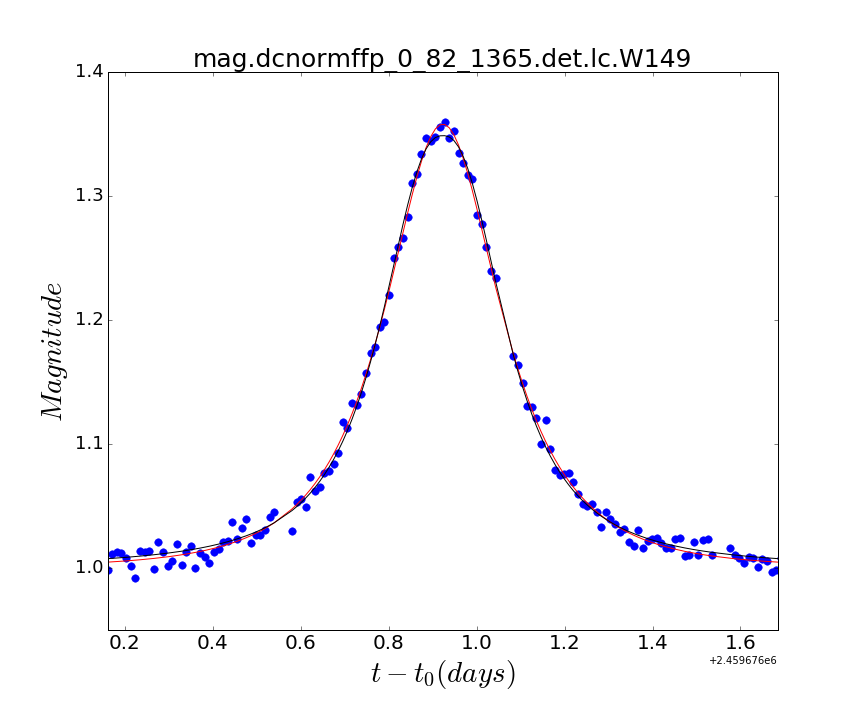 mag.dcnormffp_0_82_1365.det.lc.W149
1.4
1.3
1.2
1.1
1.0
Magnitude
0.2 0.4 0.6 0.8 1.0 1.2 1.4 1.6
+2.459676e6
t − t₀(days)